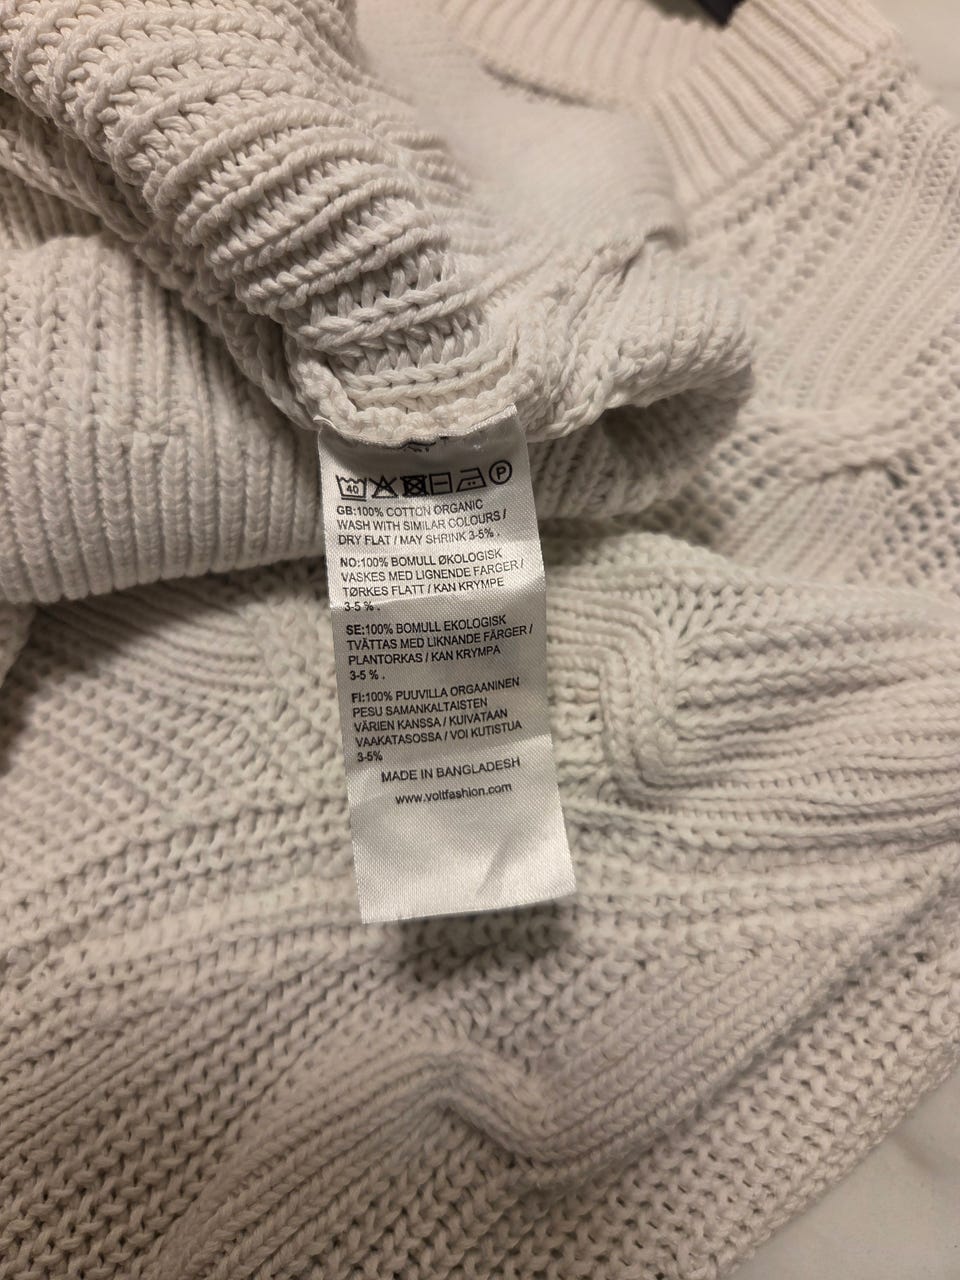 40 P
GB:100% COTTON ORGANIC
WASH WITH SIMILAR COLOURS /
DRY FLAT / MAY SHRINK 3-5% .
NO:100% BOMULL ØKOLOGISK
VASKES MED LIGNENDE FARGER /
TØRKES FLATT / KAN KRYMPE
3-5 % .
SE:100% BOMULL EKOLOGISK
TVÄTTAS MED LIKNANDE FÄRGER /
PLANTORKAS / KAN KRYMPA
3-5 % .
FI:100% PUUVILLA ORGAANINEN
PESU SAMANKALTAISTEN
VÄRIEN KANSSA / KUIVATAAN
VAAKATASOSSA / VOI KUTISTUA
3-5%
MADE IN BANGLADESH
www.voltfashion.com